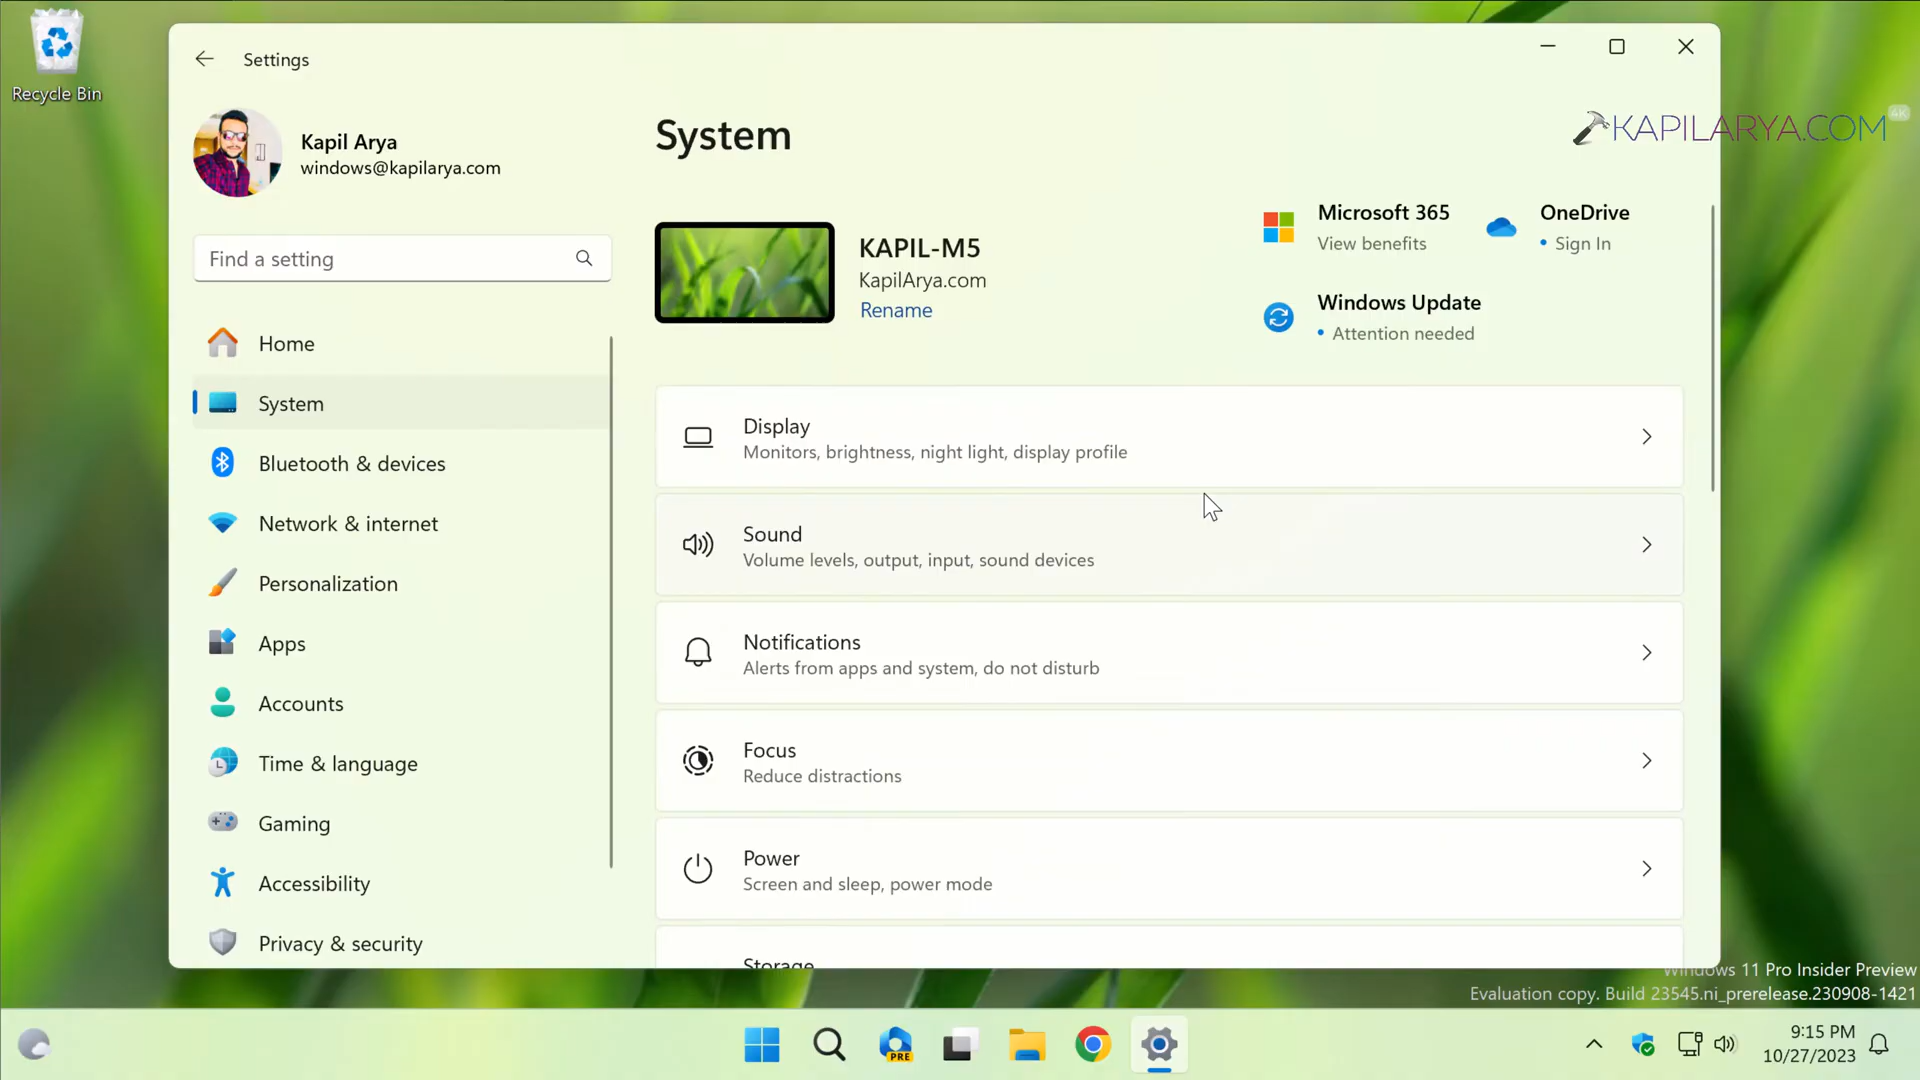 Recycle Bin
Settings
Kapil Arya
windows@kapilarya.com
Find a setting
Home
System
Bluetooth & devices
Network & internet
Personalization
Apps
Accounts
Time & language
Gaming
Accessibility
Privacy & security
System
4K
KAPILARYA.COM
KAPIL-M5
KapilArya.com
Rename
Microsoft 365
View benefits
OneDrive
• Sign In
Windows Update
• Attention needed
Display
Monitors, brightness, night light, display profile
Sound
Volume levels, output, input, sound devices
Notifications
Alerts from apps and system, do not disturb
Focus
Reduce distractions
Power
Screen and sleep, power mode
Storage
Windows 11 Pro Insider Preview
Evaluation copy. Build 23545.ni_prerelease.230908-1421
PRE
9:15 PM
10/27/2023